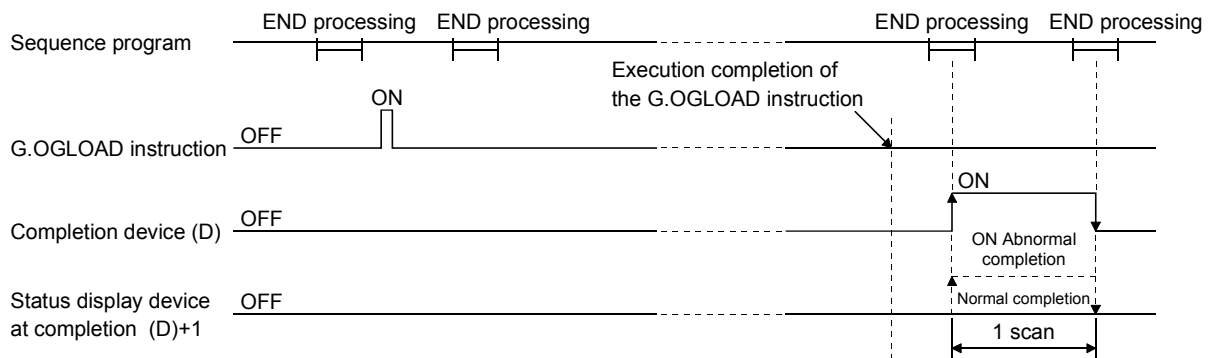 END processing END processing END processing END processing
Sequence program
Execution completion of
the G.OGLOAD instruction
ON
OFF
G.OGLOAD instruction
ON
OFF
Completion device (D)
ON Abnormal
completion
OFF
Status display device
at completion (D)+1
Normal completion
1 scan